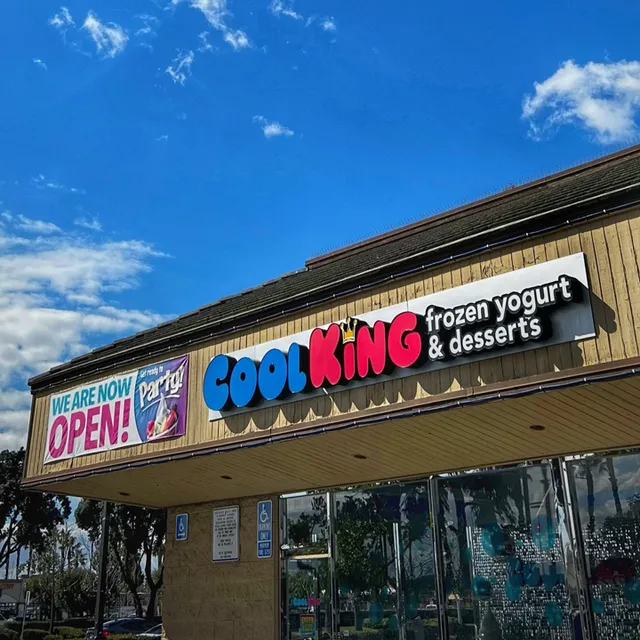 WE ARE NOW
OPEN!
Get ready to
Party!
COOL KiNG
frozen yogurt
& desserts